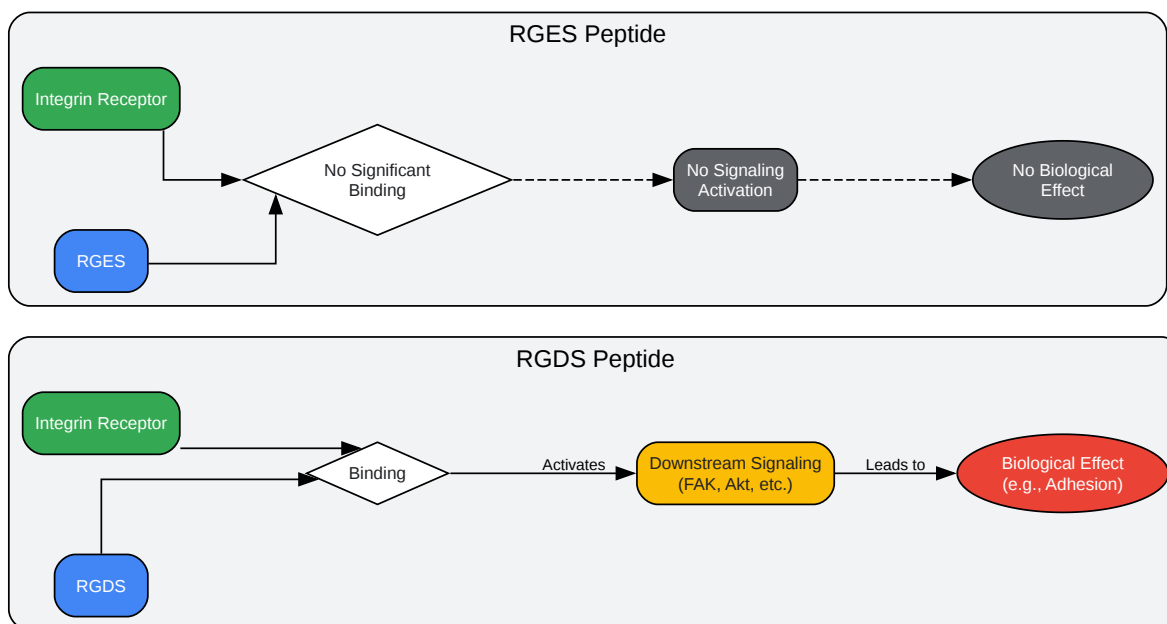 RGES Peptide
Integrin Receptor
No Significant
Binding
No Signaling
Activation
No Biological
Effect
RGES
RGDS Peptide
Integrin Receptor
Binding
Activates
Downstream Signaling
(FAK, Akt, etc.)
Leads to
Biological Effect
(e.g., Adhesion)
RGDS